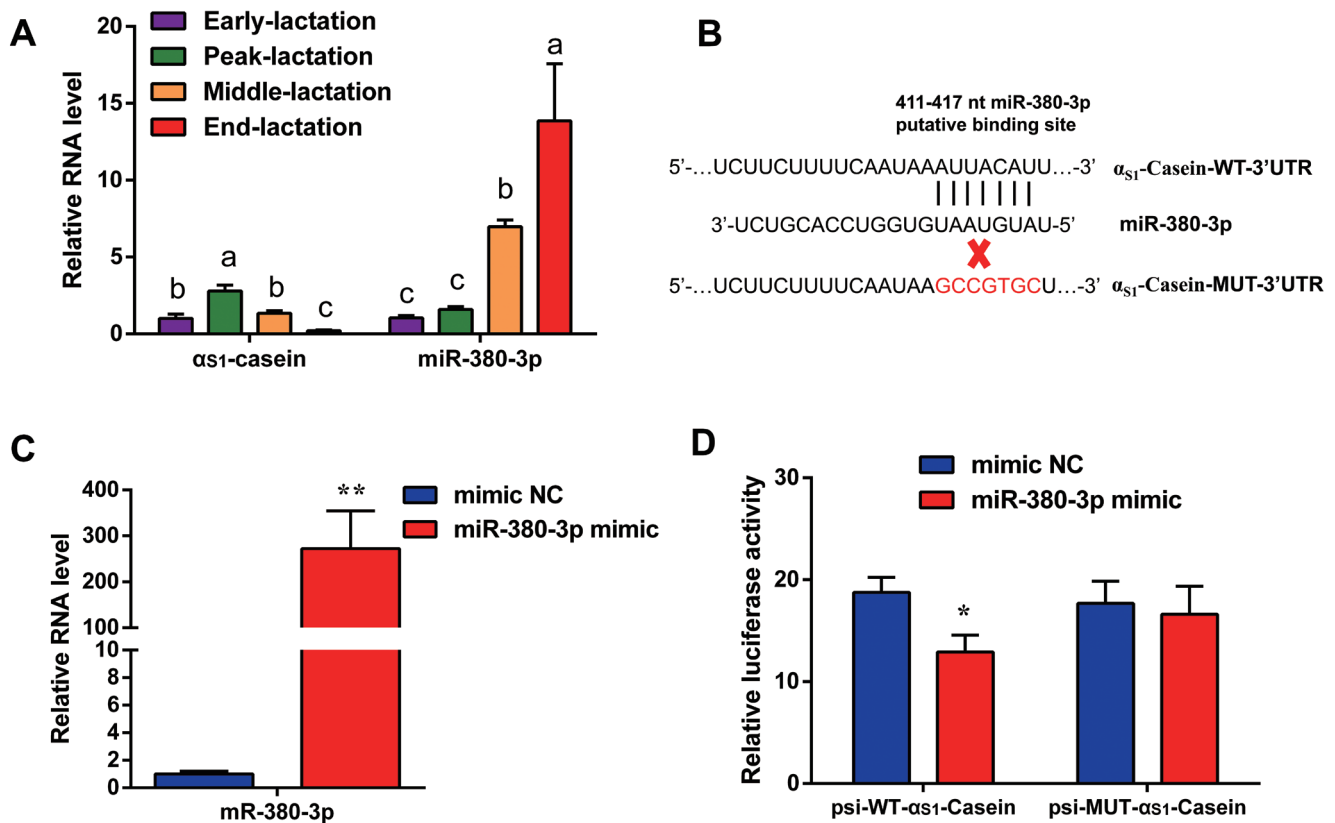 A
Relative RNA level
20
15
10
5
0
Early-lactation
Peak-lactation
Middle-lactation
End-lactation
b
a
b
c
c
c
b
a
αS1-casein
miR-380-3p
B
411-417 nt miR-380-3p
putative binding site
5’-...UCUUCUUUUCAAUAAAUUACAUU...-3’ αS1-Casein-WT-3’UTR
3’-UCUGCACCUGGUGUAAUGUAU-5’ miR-380-3p
5’-...UCUUCUUUUCAAUAAGCCGTGCU...-3’ αS1-Casein-MUT-3’UTR
C
Relative RNA level
400
300
200
100
10
8
6
4
2
0
**
mimic NC
miR-380-3p mimic
mR-380-3p
D
Relative luciferase activity
30
20
10
0
mimic NC
miR-380-3p mimic
*
psi-WT-αS1-Casein
psi-MUT-αS1-Casein